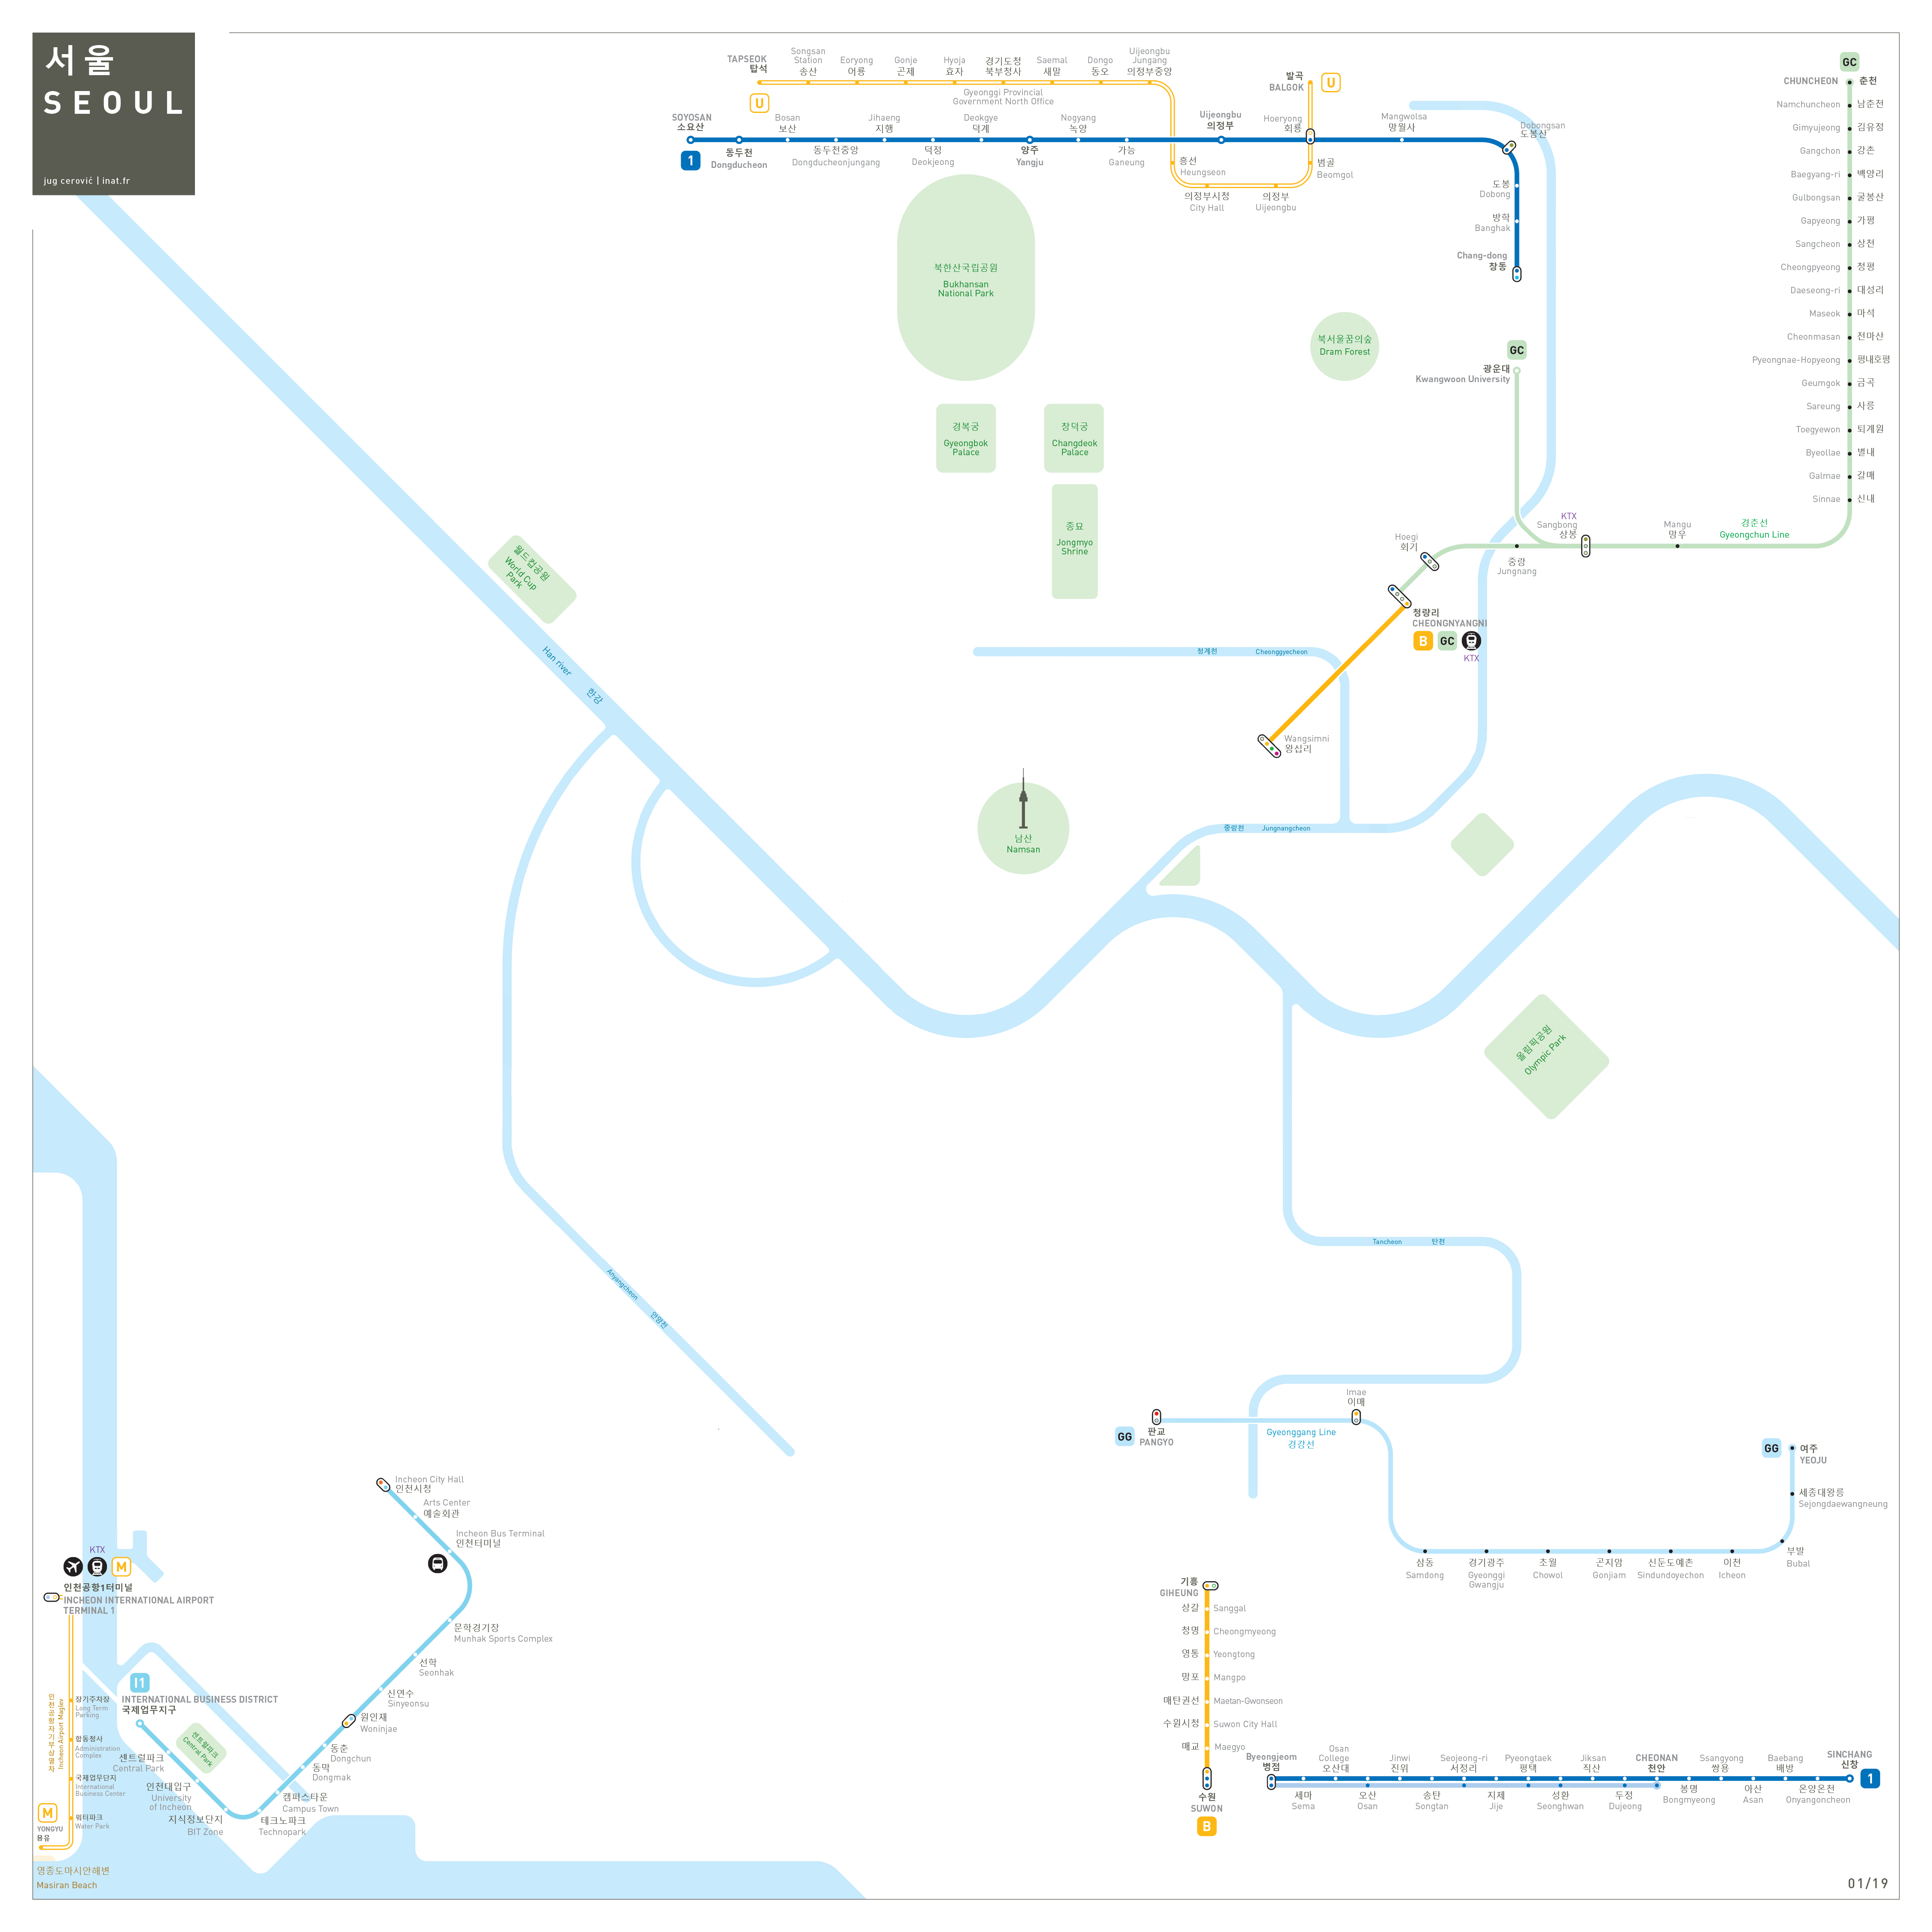 서울
SEOUL
jug cerović | inat.fr
TAPSEOK
탑석
U
Songsan
Station
송산
Eoryong
어룡
Gonje
곤제
Hyoja
효자
경기도청
북부청사
Gyeonggi Provincial
Government North Office
Saemal
새말
Dongo
동오
Uijeongbu
Jungang
의정부중앙
흥선
Heungseon
의정부시청
City Hall
의정부
Uijeongbu
범골
Beomgol
Hoeryong
회룡
발곡
BALGOK
U
SOYOSAN
소요산
1
동두천
Dongducheon
Bosan
보산
동두천중앙
Dongducheonjungang
Jihaeng
지행
덕정
Deokjeong
Deokgye
덕계
양주
Yangju
Nogyang
녹양
가능
Ganeung
Uijeongbu
의정부
Mangwolsa
망월사
Dobongsan
도봉산
도봉
Dobong
방학
Banghak
Chang-dong
창동
GC
CHUNCHEON 춘천
Namchuncheon 남춘천
Gimyujeong 김유정
Gangchon 강촌
Baegyang-ri 백양리
Gulbongsan 굴봉산
Gapyeong 가평
Sangcheon 상천
Cheongpyeong 청평
Daeseong-ri 대성리
Maseok 마석
Cheonmasan 천마산
Pyeongnae-Hopyeong 평내호평
Geumgok 금곡
Sareung 사릉
Toegyewon 퇴계원
Byeollae 별내
Galmae 갈매
Sinnae 신내
북한산국립공원
Bukhansan
National Park
북서울꿈의숲
Dram Forest
GC
광운대
Kwangwoon University
경복궁
Gyeongbok
Palace
창덕궁
Changdeok
Palace
종묘
Jongmyo
Shrine
월드컵공원
World Cup
Park
Han river 한강
KTX
Sangbong
상봉
Mangu
망우
경춘선
Gyeongchun Line
중랑
Jungnang
Hoegi
회기
청량리
CHEONGNYANGNI
B GC
KTX
청계천 Cheonggyecheon
Wangsimni
왕십리
남산
Namsan
중랑천 Jungnangcheon
올림픽공원
Olympic Park
Tancheon 탄천
Anyangcheon 안양천
GG
판교
PANGYO
Gyeonggang Line
경강선
Imae
이매
삼동
Samdong
경기광주
Gyeonggi
Gwangju
초월
Chowol
곤지암
Gonjiam
신둔도예촌
Sindundoyechon
이천
Icheon
부발
Bubal
세종대왕릉
Sejongdaewangneung
GG
여주
YEOJU
Incheon City Hall
인천시청
Arts Center
예술회관
Incheon Bus Terminal
인천터미널
문학경기장
Munhak Sports Complex
선학
Seonhak
신연수
Sinyeonsu
원인재
Woninjae
동춘
Dongchun
동막
Dongmak
캠퍼스타운
Campus Town
테크노파크
Technopark
지식정보단지
BIT Zone
인천대입구
University
of Incheon
센트럴파크
Central Park
I1
INTERNATIONAL BUSINESS DISTRICT
국제업무지구
센트럴파크
Central Park
KTX
M
인천공항1터미널
INCHEON INTERNATIONAL AIRPORT
TERMINAL 1
인천공항자기부상열차
Incheon Airport Maglev
장기주차장
Long Term
Parking
합동청사
Administration
Complex
국제업무단지
International
Business Center
워터파크
Water Park
M
YONGYU
용유
영종도마시안해변
Masiran Beach
기흥
GIHEUNG
상갈 Sanggal
청명 Cheongmyeong
영통 Yeongtong
망포 Mangpo
매탄권선 Maetan-Gwonseon
수원시청 Suwon City Hall
매교 Maegyo
수원
SUWON
B
Byeongjeom
병점
세마
Sema
Osan
College
오산대
오산
Osan
Jinwi
진위
송탄
Songtan
Seojeong-ri
서정리
지제
Jije
Pyeongtaek
평택
성환
Seonghwan
Jiksan
직산
두정
Dujeong
CHEONAN
천안
봉명
Bongmyeong
Ssangyong
쌍용
아산
Asan
Baebang
배방
온양온천
Onyangoncheon
SINCHANG
신창
1
01/19